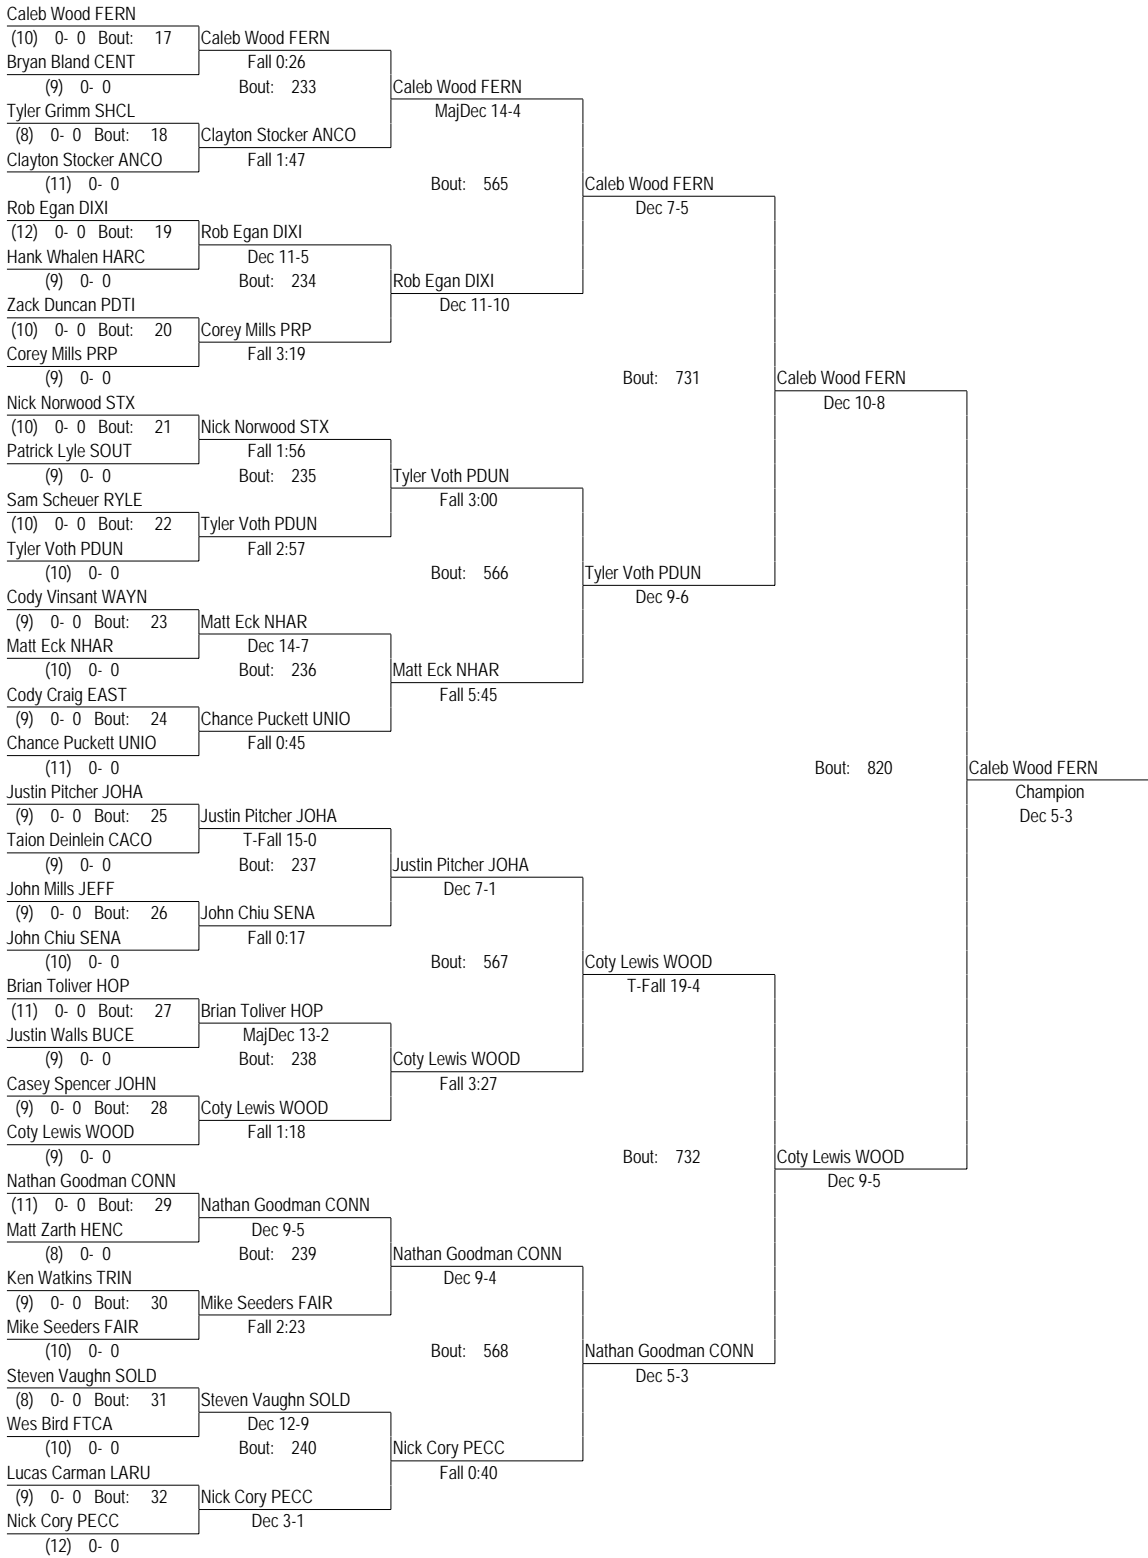 Caleb Wood FERN
(10) 0- 0 Bout: 17 Caleb Wood FERN
Bryan Bland CENT Fall 0:26
(9) 0- 0 Bout: 233 Caleb Wood FERN
Tyler Grimm SHCL MajDec 14-4
(8) 0- 0 Bout: 18 Clayton Stocker ANCO
Clayton Stocker ANCO Fall 1:47
(11) 0- 0 Bout: 565 Caleb Wood FERN
Rob Egan DIXI Dec 7-5
(12) 0- 0 Bout: 19 Rob Egan DIXI
Hank Whalen HARC Dec 11-5
(9) 0- 0 Bout: 234 Rob Egan DIXI
Zack Duncan PDTI Dec 11-10
(10) 0- 0 Bout: 20 Corey Mills PRP
Corey Mills PRP Fall 3:19
(9) 0- 0 Bout: 731 Caleb Wood FERN
Nick Norwood STX Dec 10-8
(10) 0- 0 Bout: 21 Nick Norwood STX
Patrick Lyle SOUT Fall 1:56
(9) 0- 0 Bout: 235 Tyler Voth PDUN
Sam Scheuer RYLE Fall 3:00
(10) 0- 0 Bout: 22 Tyler Voth PDUN
Tyler Voth PDUN Fall 2:57
(10) 0- 0 Bout: 566 Tyler Voth PDUN
Cody Vinsant WAYN Dec 9-6
(9) 0- 0 Bout: 23 Matt Eck NHAR
Matt Eck NHAR Dec 14-7
(10) 0- 0 Bout: 236 Matt Eck NHAR
Cody Craig EAST Fall 5:45
(9) 0- 0 Bout: 24 Chance Puckett UNIO
Chance Puckett UNIO Fall 0:45
(11) 0- 0 Bout: 820 Caleb Wood FERN
Justin Pitcher JOHA Champion
(9) 0- 0 Bout: 25 Justin Pitcher JOHA Dec 5-3
Taion Deinlein CACO T-Fall 15-0
(9) 0- 0 Bout: 237 Justin Pitcher JOHA
John Mills JEFF Dec 7-1
(9) 0- 0 Bout: 26 John Chiu SENA
John Chiu SENA Fall 0:17
(10) 0- 0 Bout: 567 Coty Lewis WOOD
Brian Toliver HOP T-Fall 19-4
(11) 0- 0 Bout: 27 Brian Toliver HOP
Justin Walls BUCE MajDec 13-2
(9) 0- 0 Bout: 238 Coty Lewis WOOD
Casey Spencer JOHN Fall 3:27
(9) 0- 0 Bout: 28 Coty Lewis WOOD
Coty Lewis WOOD Fall 1:18
(9) 0- 0 Bout: 732 Coty Lewis WOOD
Nathan Goodman CONN Dec 9-5
(11) 0- 0 Bout: 29 Nathan Goodman CONN
Matt Zarth HENC Dec 9-5
(8) 0- 0 Bout: 239 Nathan Goodman CONN
Ken Watkins TRIN Dec 9-4
(9) 0- 0 Bout: 30 Mike Seeders FAIR
Mike Seeders FAIR Fall 2:23
(10) 0- 0 Bout: 568 Nathan Goodman CONN
Steven Vaughn SOLD Dec 5-3
(8) 0- 0 Bout: 31 Steven Vaughn SOLD
Wes Bird FTCA Dec 12-9
(10) 0- 0 Bout: 240 Nick Cory PECC
Lucas Carman LARU Fall 0:40
(9) 0- 0 Bout: 32 Nick Cory PECC
Nick Cory PECC Dec 3-1
(12) 0- 0